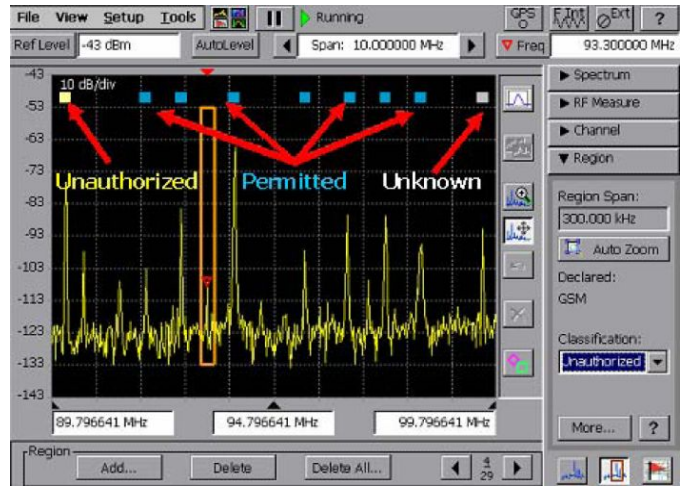 File View Setup Tools Running GPS F.Int Ext ?
Ref Level -43 dBm AutoLevel Span: 10.000000 MHz Freq 93.300000 MHz
-43
10 dB/div
-53
-63
-73
-83
-93
-103
-113
-123
-133
-143
Unauthorized Permitted Unknown
89.796641 MHz 94.796641 MHz 99.796641 MHz
Region
Add... Delete Delete All... 4 29
Spectrum
RF Measure
Channel
Region
Region Span:
300.000 kHz
Auto Zoom
Declared:
GSM
Classification:
Unauthorized
More... ?